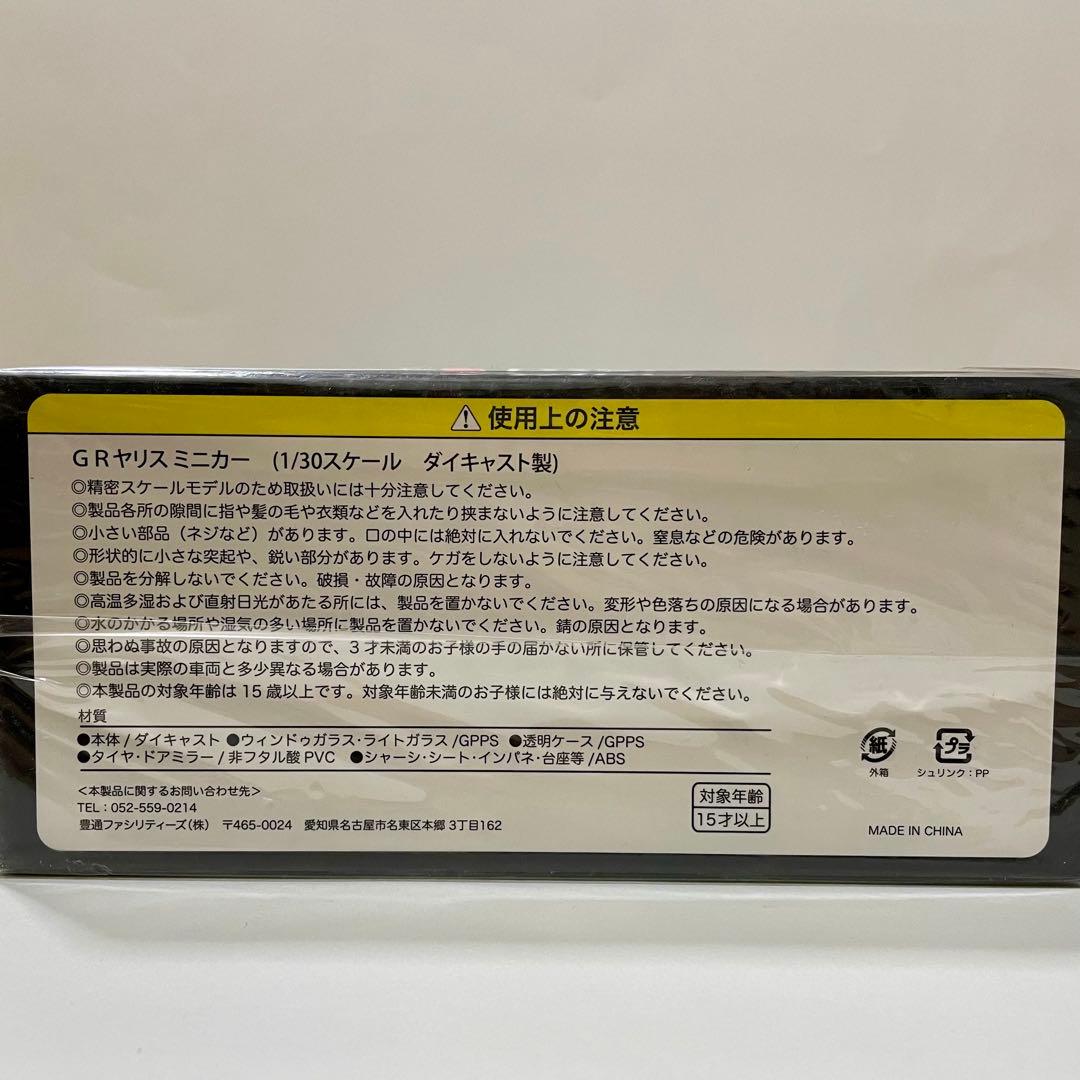 使用上の注意
GRヤリス ミニカー (1/30スケール ダイキャスト製)
◎精密スケールモデルのため取扱いには十分注意してください。
◎製品各所の隙間に指や髪の毛や衣類などを入れたり挟まないように注意してください。
◎小さい部品(ネジなど)があります。口の中には絶対に入れないでください。窒息などの危険があります。
◎形状的に小さな突起や、鋭い部分があります。ケガをしないように注意してください。
◎製品を分解しないでください。破損・故障の原因となります。
◎高温多湿および直射日光があたる所には、製品を置かないでください。変形や色落ちの原因になる場合があります。
◎水のかかる場所や湿気の多い場所に製品を置かないでください。錆の原因となります。
◎思わぬ事故の原因となりますので、3才未満のお子様の手の届かない所に保管してください。
◎製品は実際の車両と多少異なる場合があります。
◎本製品の対象年齢は15歳以上です。対象年齢未満のお子様には絶対に与えないでください。
材質
●本体/ダイキャスト ●ウィンドゥガラス・ライトガラス/GPPS ●透明ケース/GPPS
●タイヤ・ドアミラー/非フタル酸PVC ●シャーシ・シート・インパネ・台座等/ABS
紙
外箱
プラ
シュリンク:PP
<本製品に関するお問い合わせ先>
TEL:052-559-0214
豊通ファシリティーズ(株) 〒465-0024 愛知県名古屋市名東区本郷3丁目162
対象年齢
15才以上
MADE IN CHINA